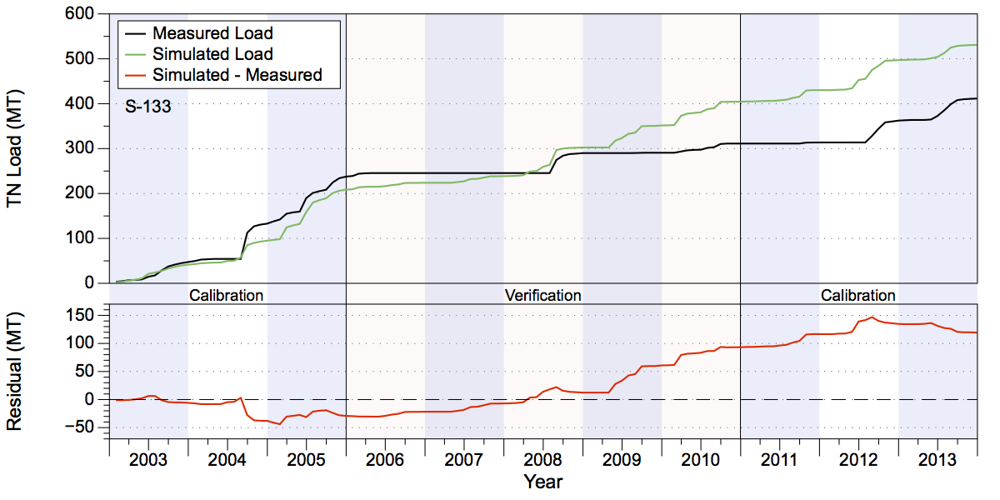 600
500
400
300
200
100
0
TN Load (MT)
Measured Load
Simulated Load
Simulated - Measured
S-133
Calibration Verification Calibration
150
100
50
0
−50
Residual (MT)
2003 2004 2005 2006 2007 2008 2009 2010 2011 2012 2013
Year